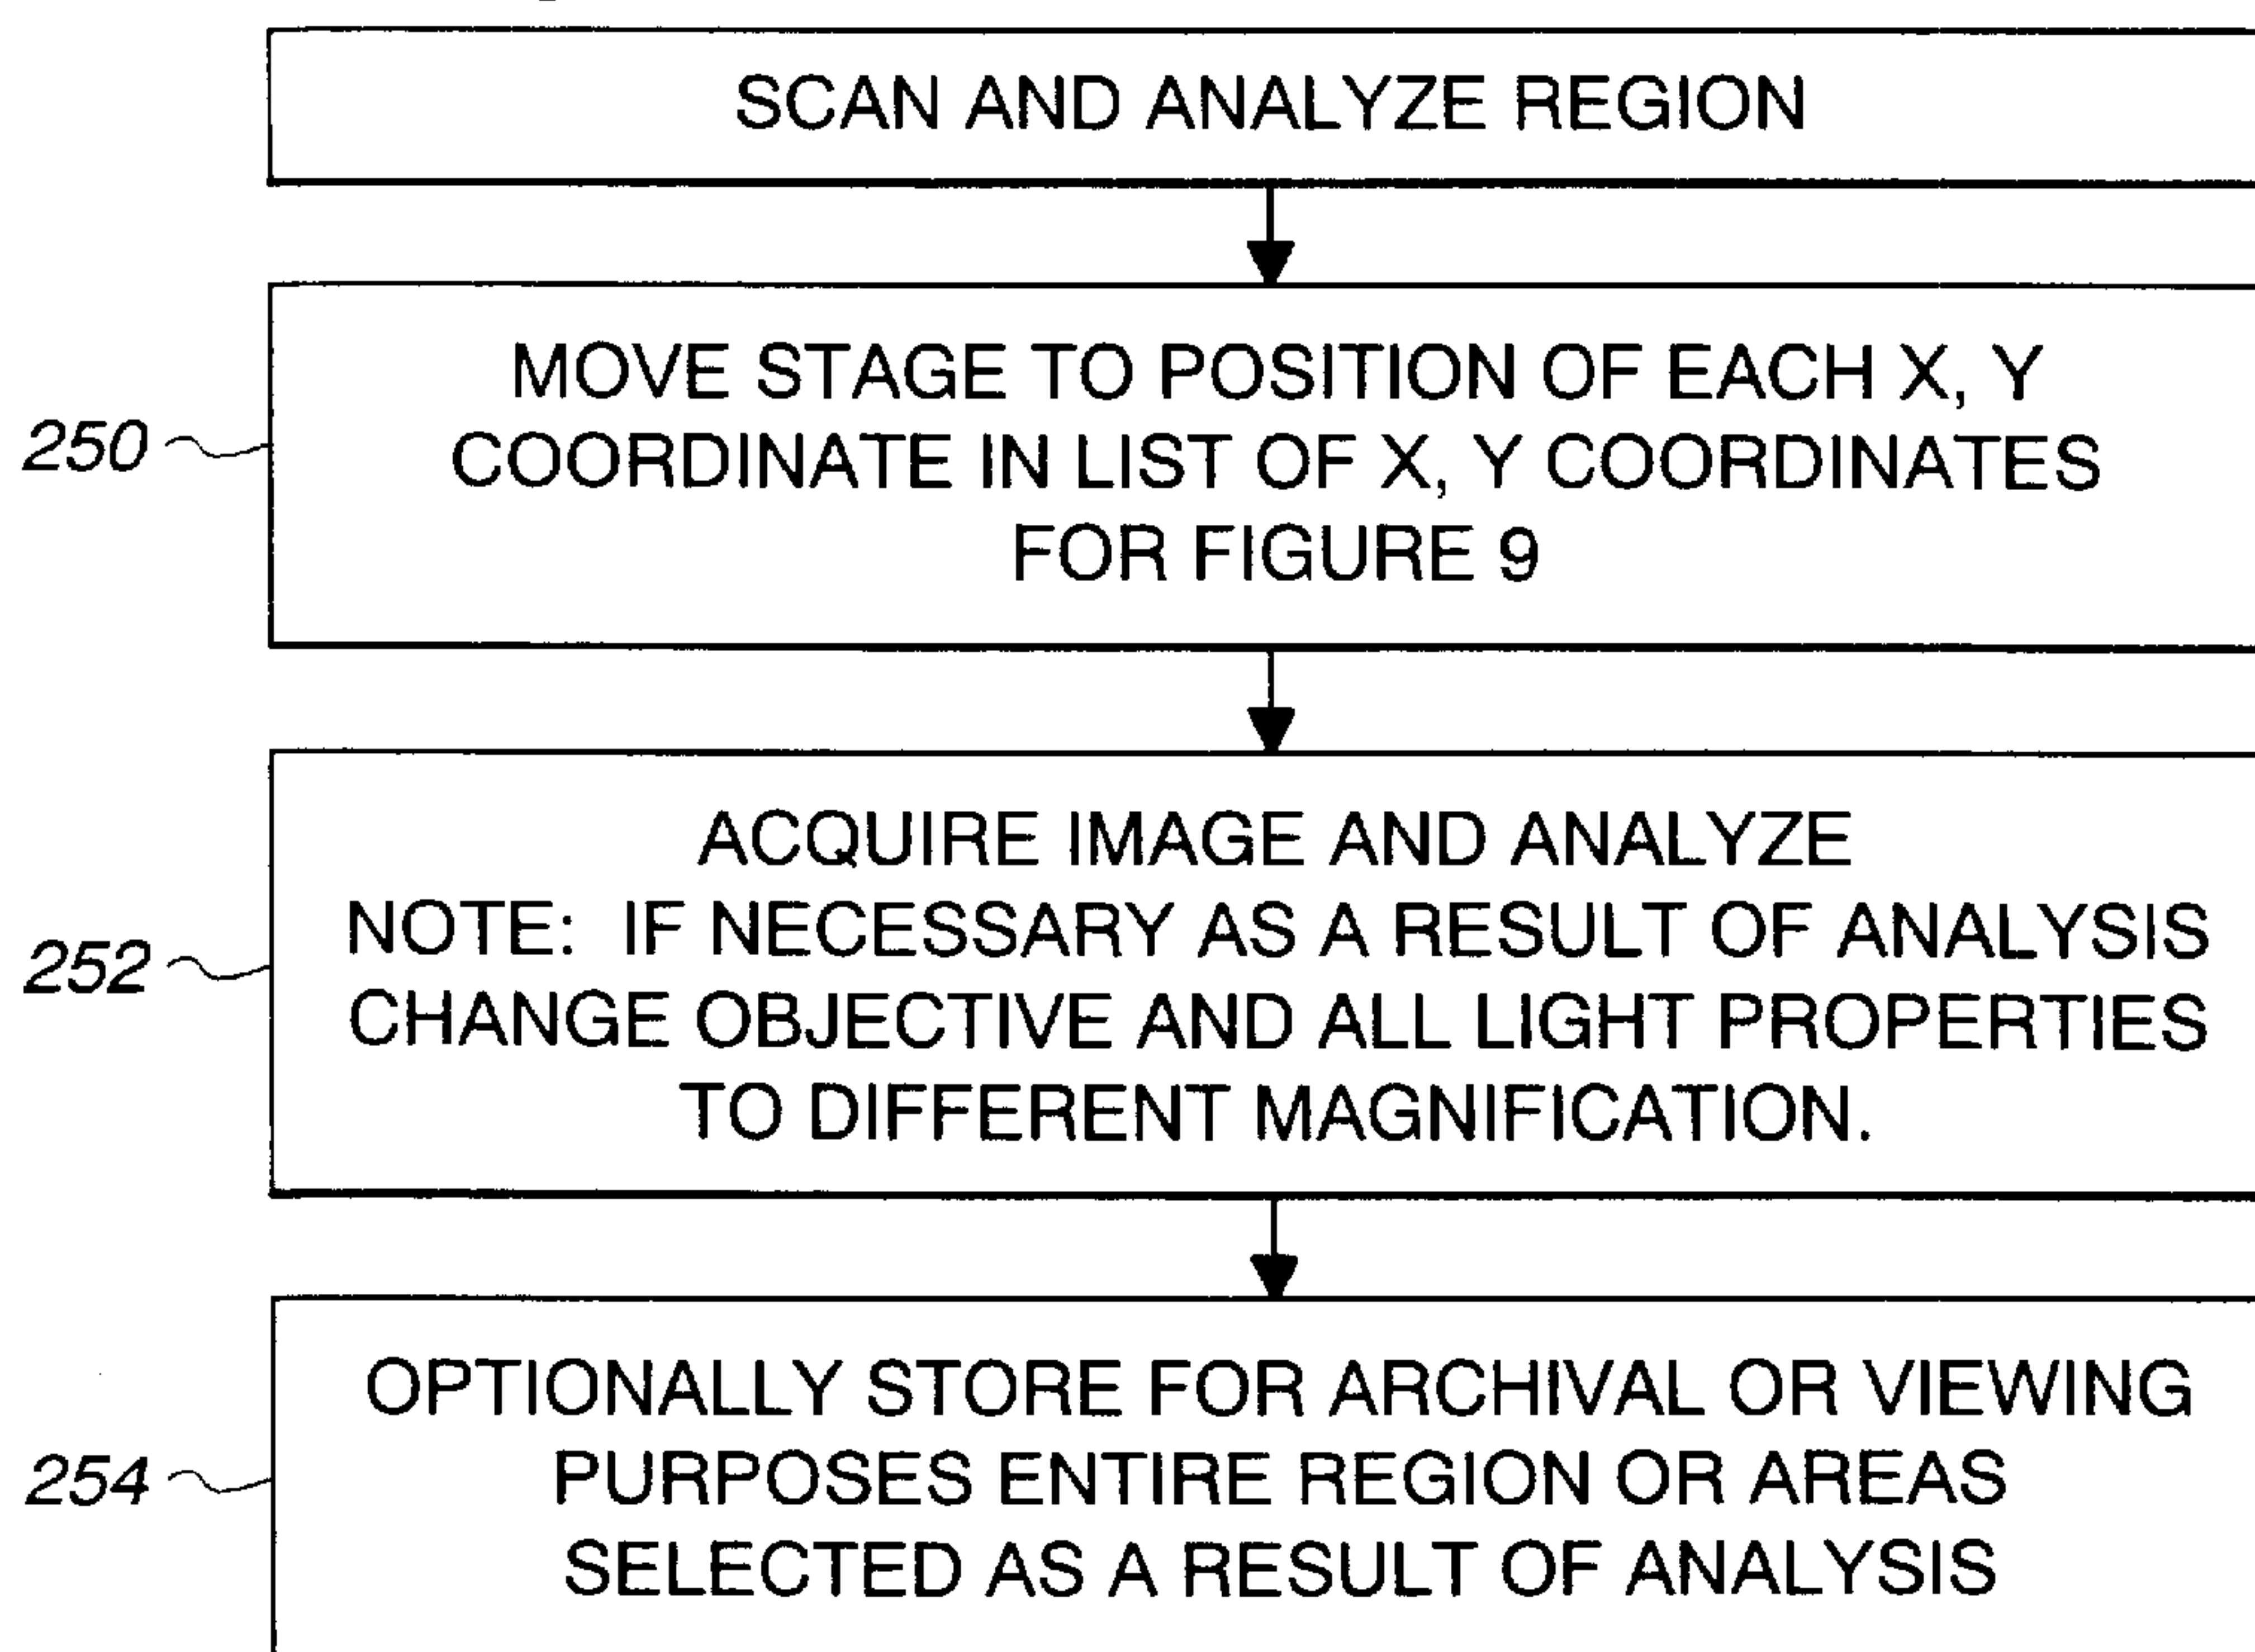 SCAN AND ANALYZE REGION
250
MOVE STAGE TO POSITION OF EACH X, Y
COORDINATE IN LIST OF X, Y COORDINATES
FOR FIGURE 9
252
ACQUIRE IMAGE AND ANALYZE
NOTE: IF NECESSARY AS A RESULT OF ANALYSIS
CHANGE OBJECTIVE AND ALL LIGHT PROPERTIES
TO DIFFERENT MAGNIFICATION.
254
OPTIONALLY STORE FOR ARCHIVAL OR VIEWING
PURPOSES ENTIRE REGION OR AREAS
SELECTED AS A RESULT OF ANALYSIS